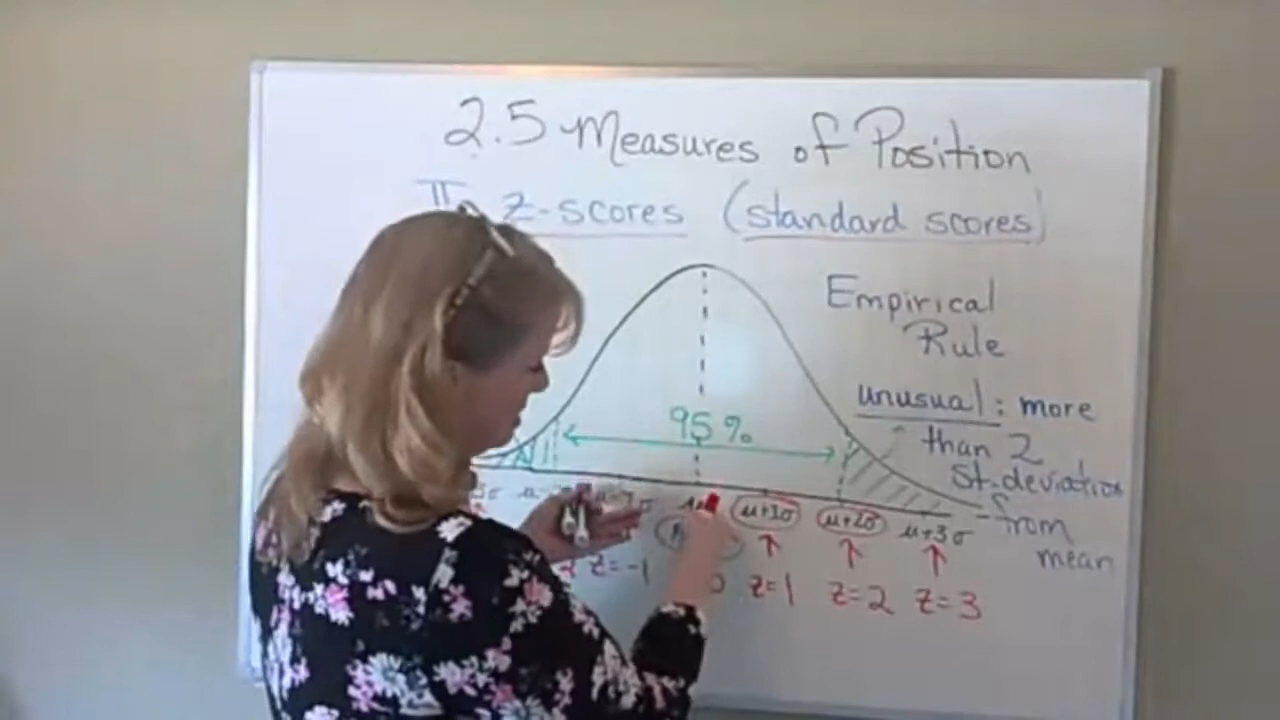 2.5 Measures of Position
II. z-scores (standard scores)
Empirical
Rule
unusual: more
than 2
St. deviations
from
mean
95%
μ+3σ
μ+2σ
z=-1
z=1
z=2
z=3